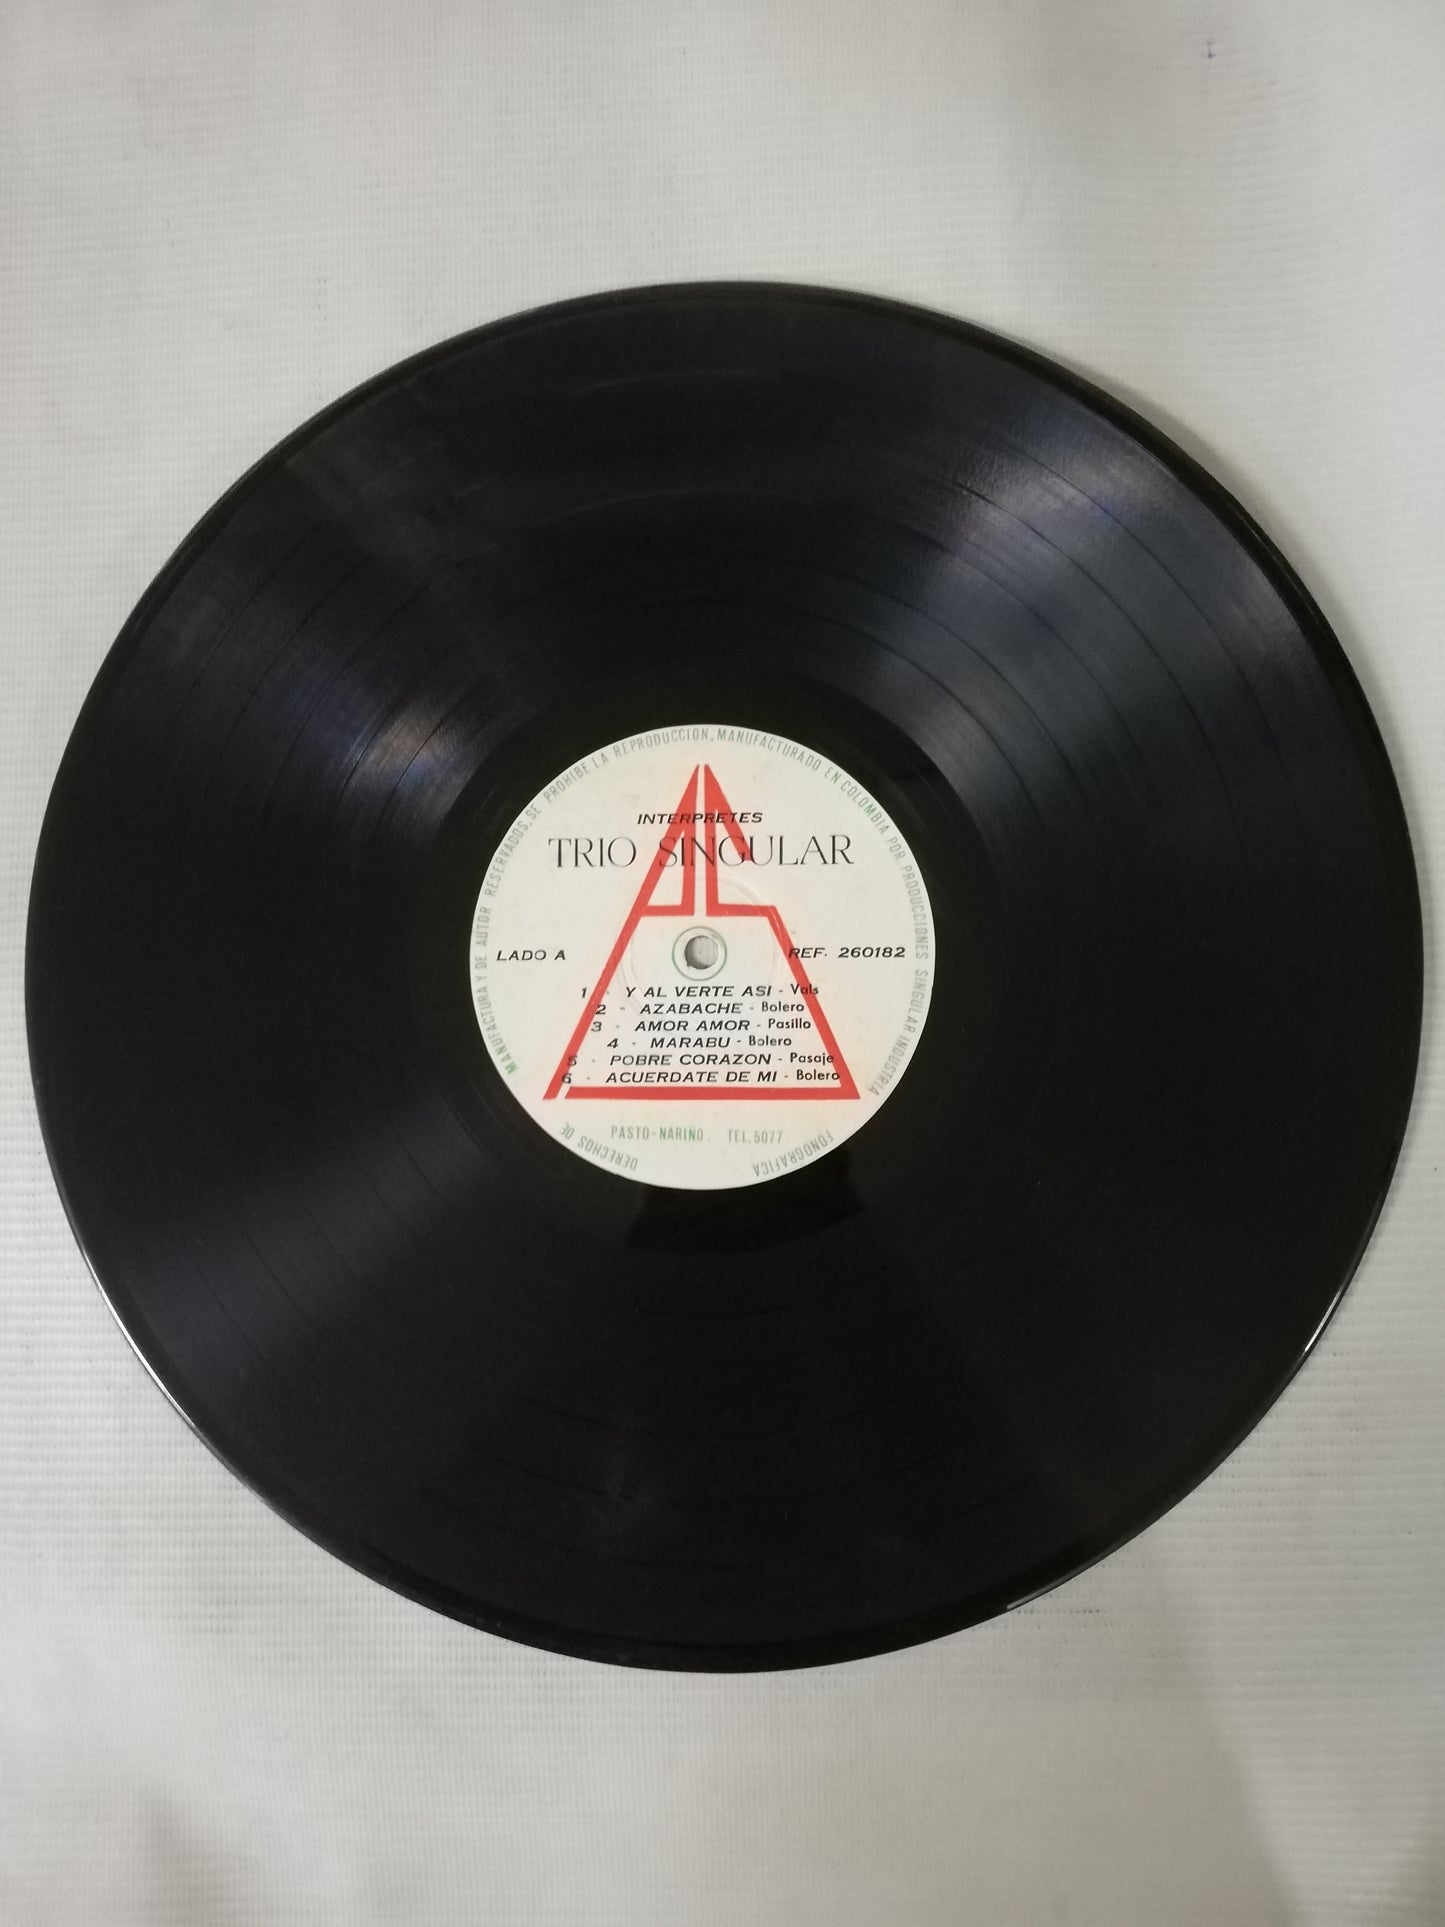 MANUFACTURA Y DE AUTOR RESERVADOS. SE PROHIBE LA REPRODUCCION. MANUFACTURADO EN COLOMBIA POR PRODUCCIONES SINGULAR INDUSTRIA
INTERPRETES
TRIO SINGULAR
LADO A
REF. 260182
1 - Y AL VERTE ASI - Vals
2 - AZABACHE - Bolero
3 - AMOR AMOR - Pasillo
4 - MARABU - Bolero
5 - POBRE CORAZON - Pasaje
6 - ACUERDATE DE MI - Bolero
PASTO-NARIÑO. TEL. 5077
DERECHOS DE
FONOGRAFICA